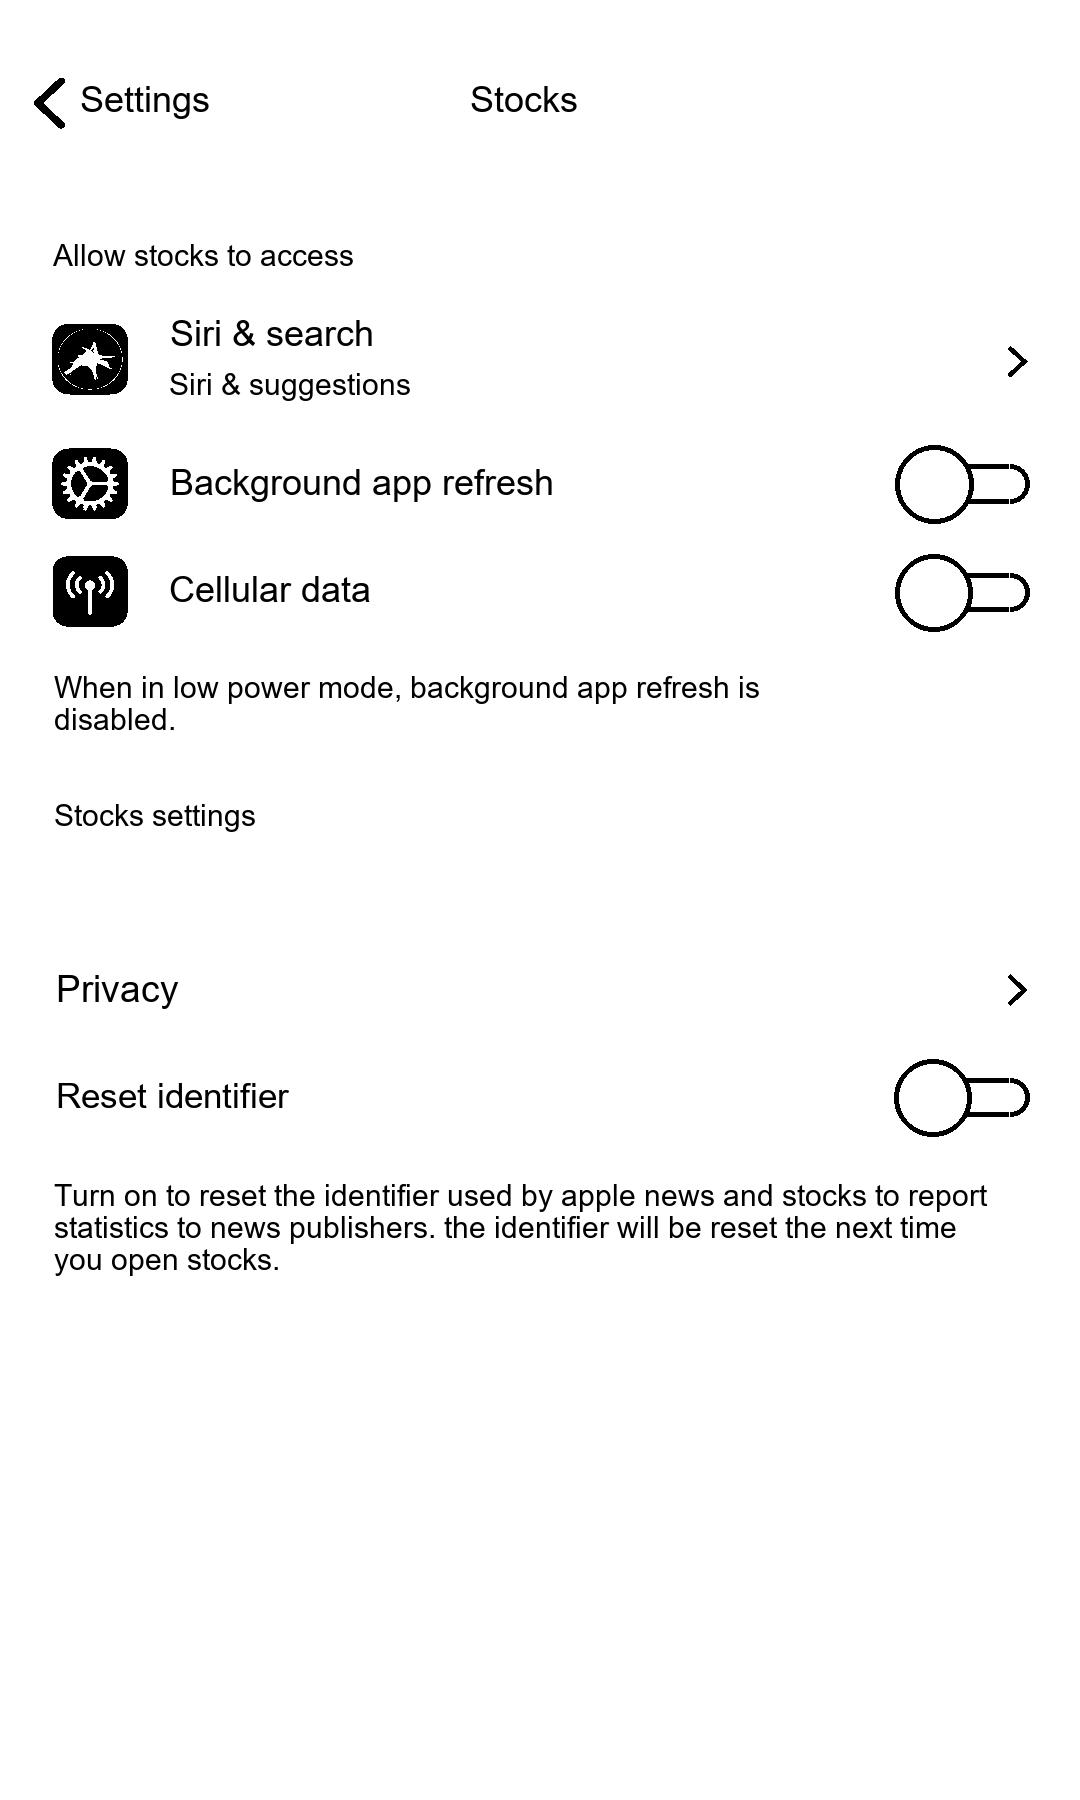 Settings
Stocks
Allow stocks to access
Siri & search
Siri & suggestions
Background app refresh
Cellular data
When in low power mode, background app refresh is
disabled.
Stocks settings
Privacy
Reset identifier
Turn on to reset the identifier used by apple news and stocks to report
statistics to news publishers. the identifier will be reset the next time
you open stocks.